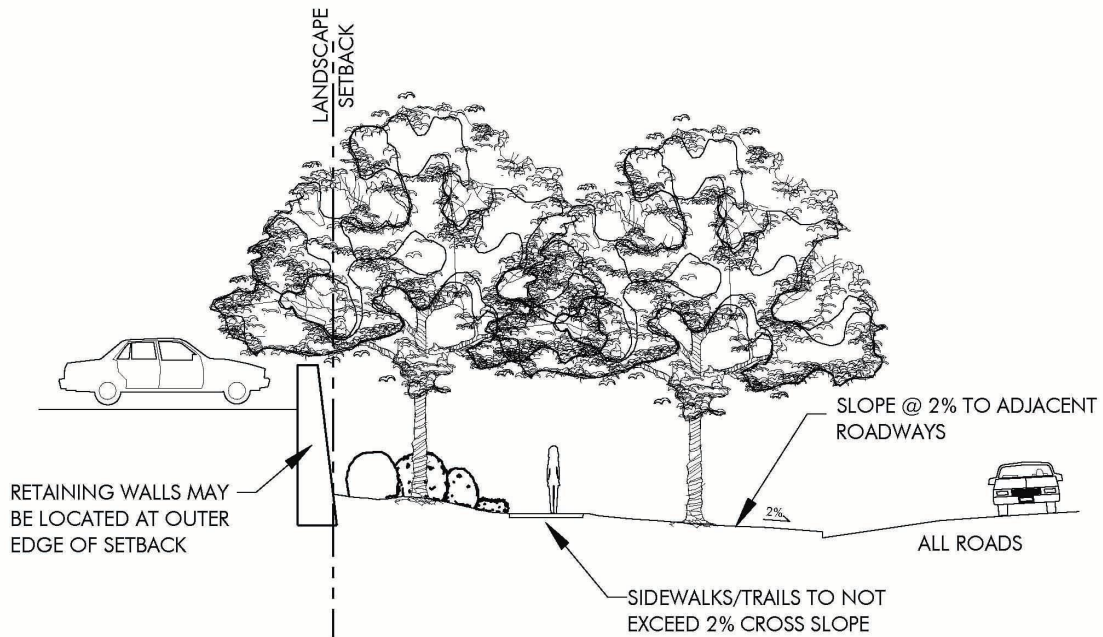 LANDSCAPE
SETBACK
SLOPE @ 2% TO ADJACENT
ROADWAYS
RETAINING WALLS MAY
BE LOCATED AT OUTER
EDGE OF SETBACK
2%
ALL ROADS
SIDEWALKS/TRAILS TO NOT
EXCEED 2% CROSS SLOPE